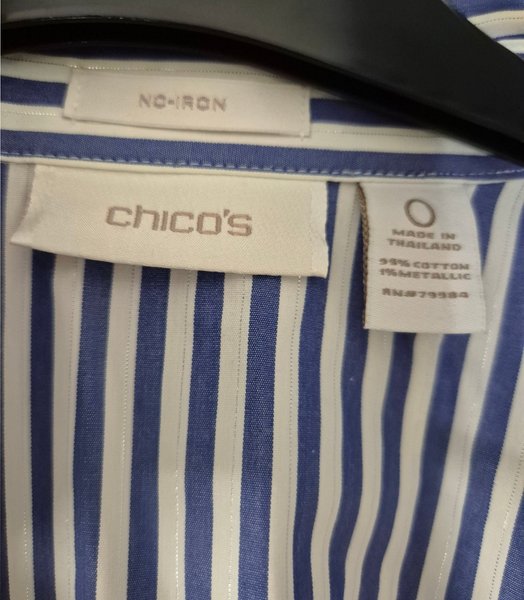 NO-IRON
chico's
0
MADE IN
THAILAND
99% COTTON
1% METALLIC
RN#79984